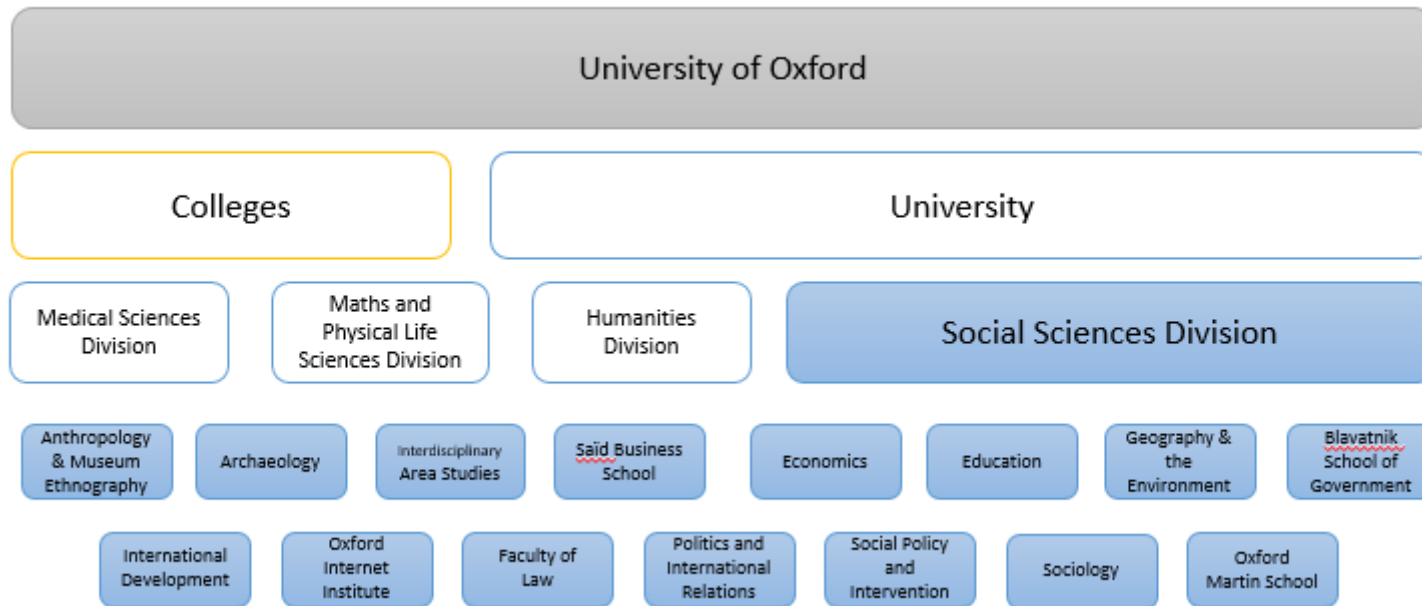 University of Oxford
Colleges
University
Medical Sciences
Division
Maths and
Physical Life
Sciences Division
Humanities
Division
Social Sciences Division
Anthropology
& Museum
Ethnography
Archaeology
Interdisciplinary
Area Studies
Saïd Business
School
Economics
Education
Geography &
the
Environment
Blavatnik
School of
Government
International
Development
Oxford
Internet
Institute
Faculty of
Law
Politics and
International
Relations
Social Policy
and
Intervention
Sociology
Oxford
Martin School